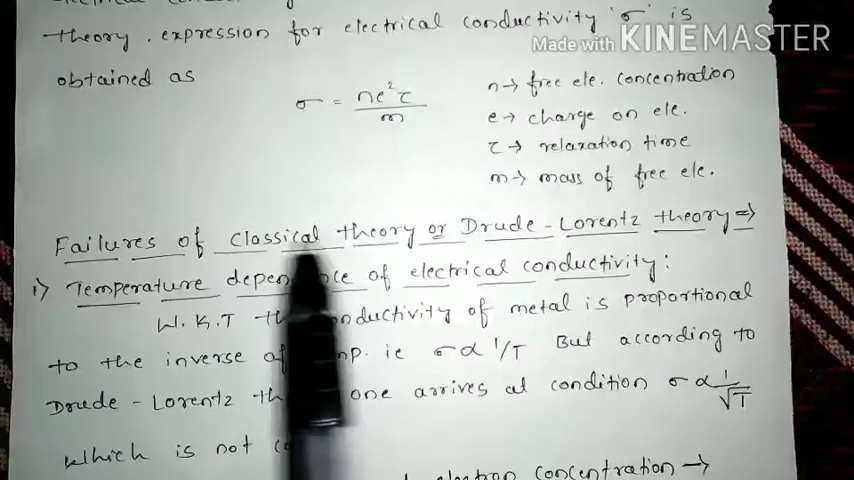 theory. expression for electrical conductivity 'σ' is
Made with KINEMASTER
obtained as
σ = ne²τ / m
n → free ele. concentration
e → charge on ele.
τ → relaxation time
m → mass of free ele.
Failures of Classical theory or Drude-Lorentz theory ⇒
1) Temperature dependence of electrical conductivity:
W.K.T the conductivity of metal is proportional
to the inverse of temp. ie σ α 1/T But according to
Drude-Lorentz one arrives at condition σ α 1/√T
which is not
electron concentration →